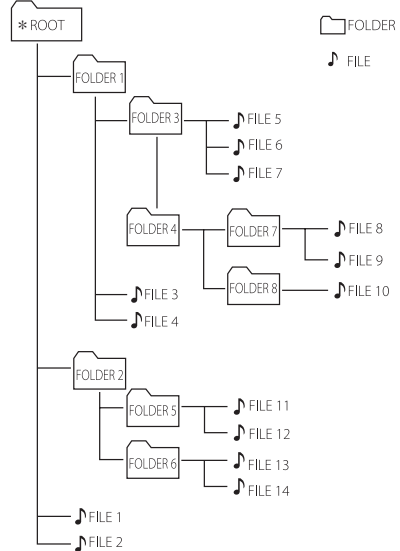 * ROOT
FOLDER
FILE
FOLDER 1
FOLDER 3
FILE 5
FILE 6
FILE 7
FOLDER 4
FOLDER 7
FILE 8
FILE 9
FOLDER 8
FILE 10
FILE 3
FILE 4
FOLDER 2
FOLDER 5
FILE 11
FILE 12
FOLDER 6
FILE 13
FILE 14
FILE 1
FILE 2